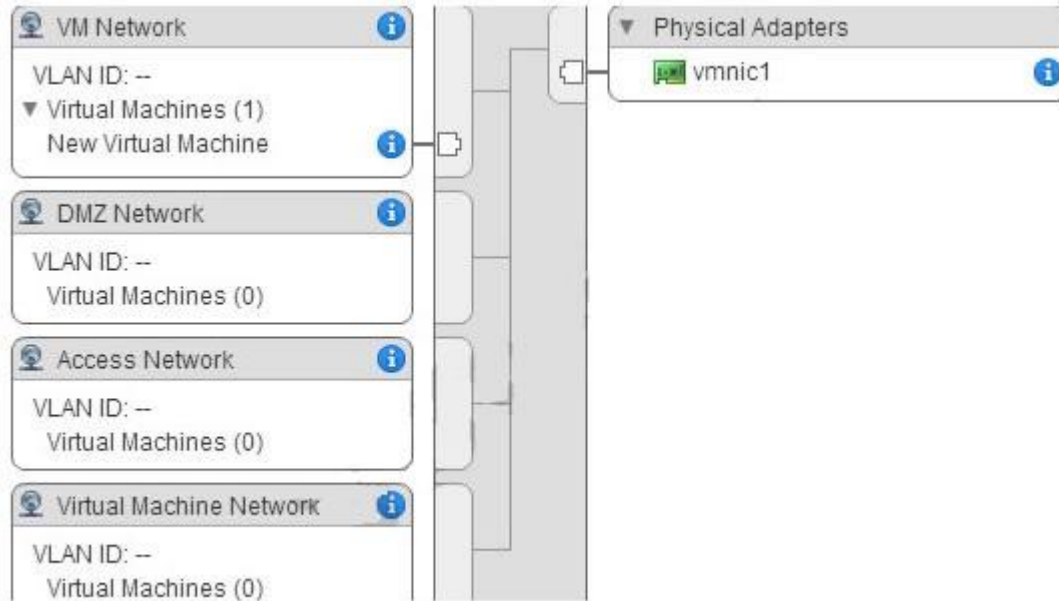 VM Network
VLAN ID: --
Virtual Machines (1)
New Virtual Machine
DMZ Network
VLAN ID: --
Virtual Machines (0)
Access Network
VLAN ID: --
Virtual Machines (0)
Virtual Machine Network
VLAN ID: --
Virtual Machines (0)
Physical Adapters
vmnic1